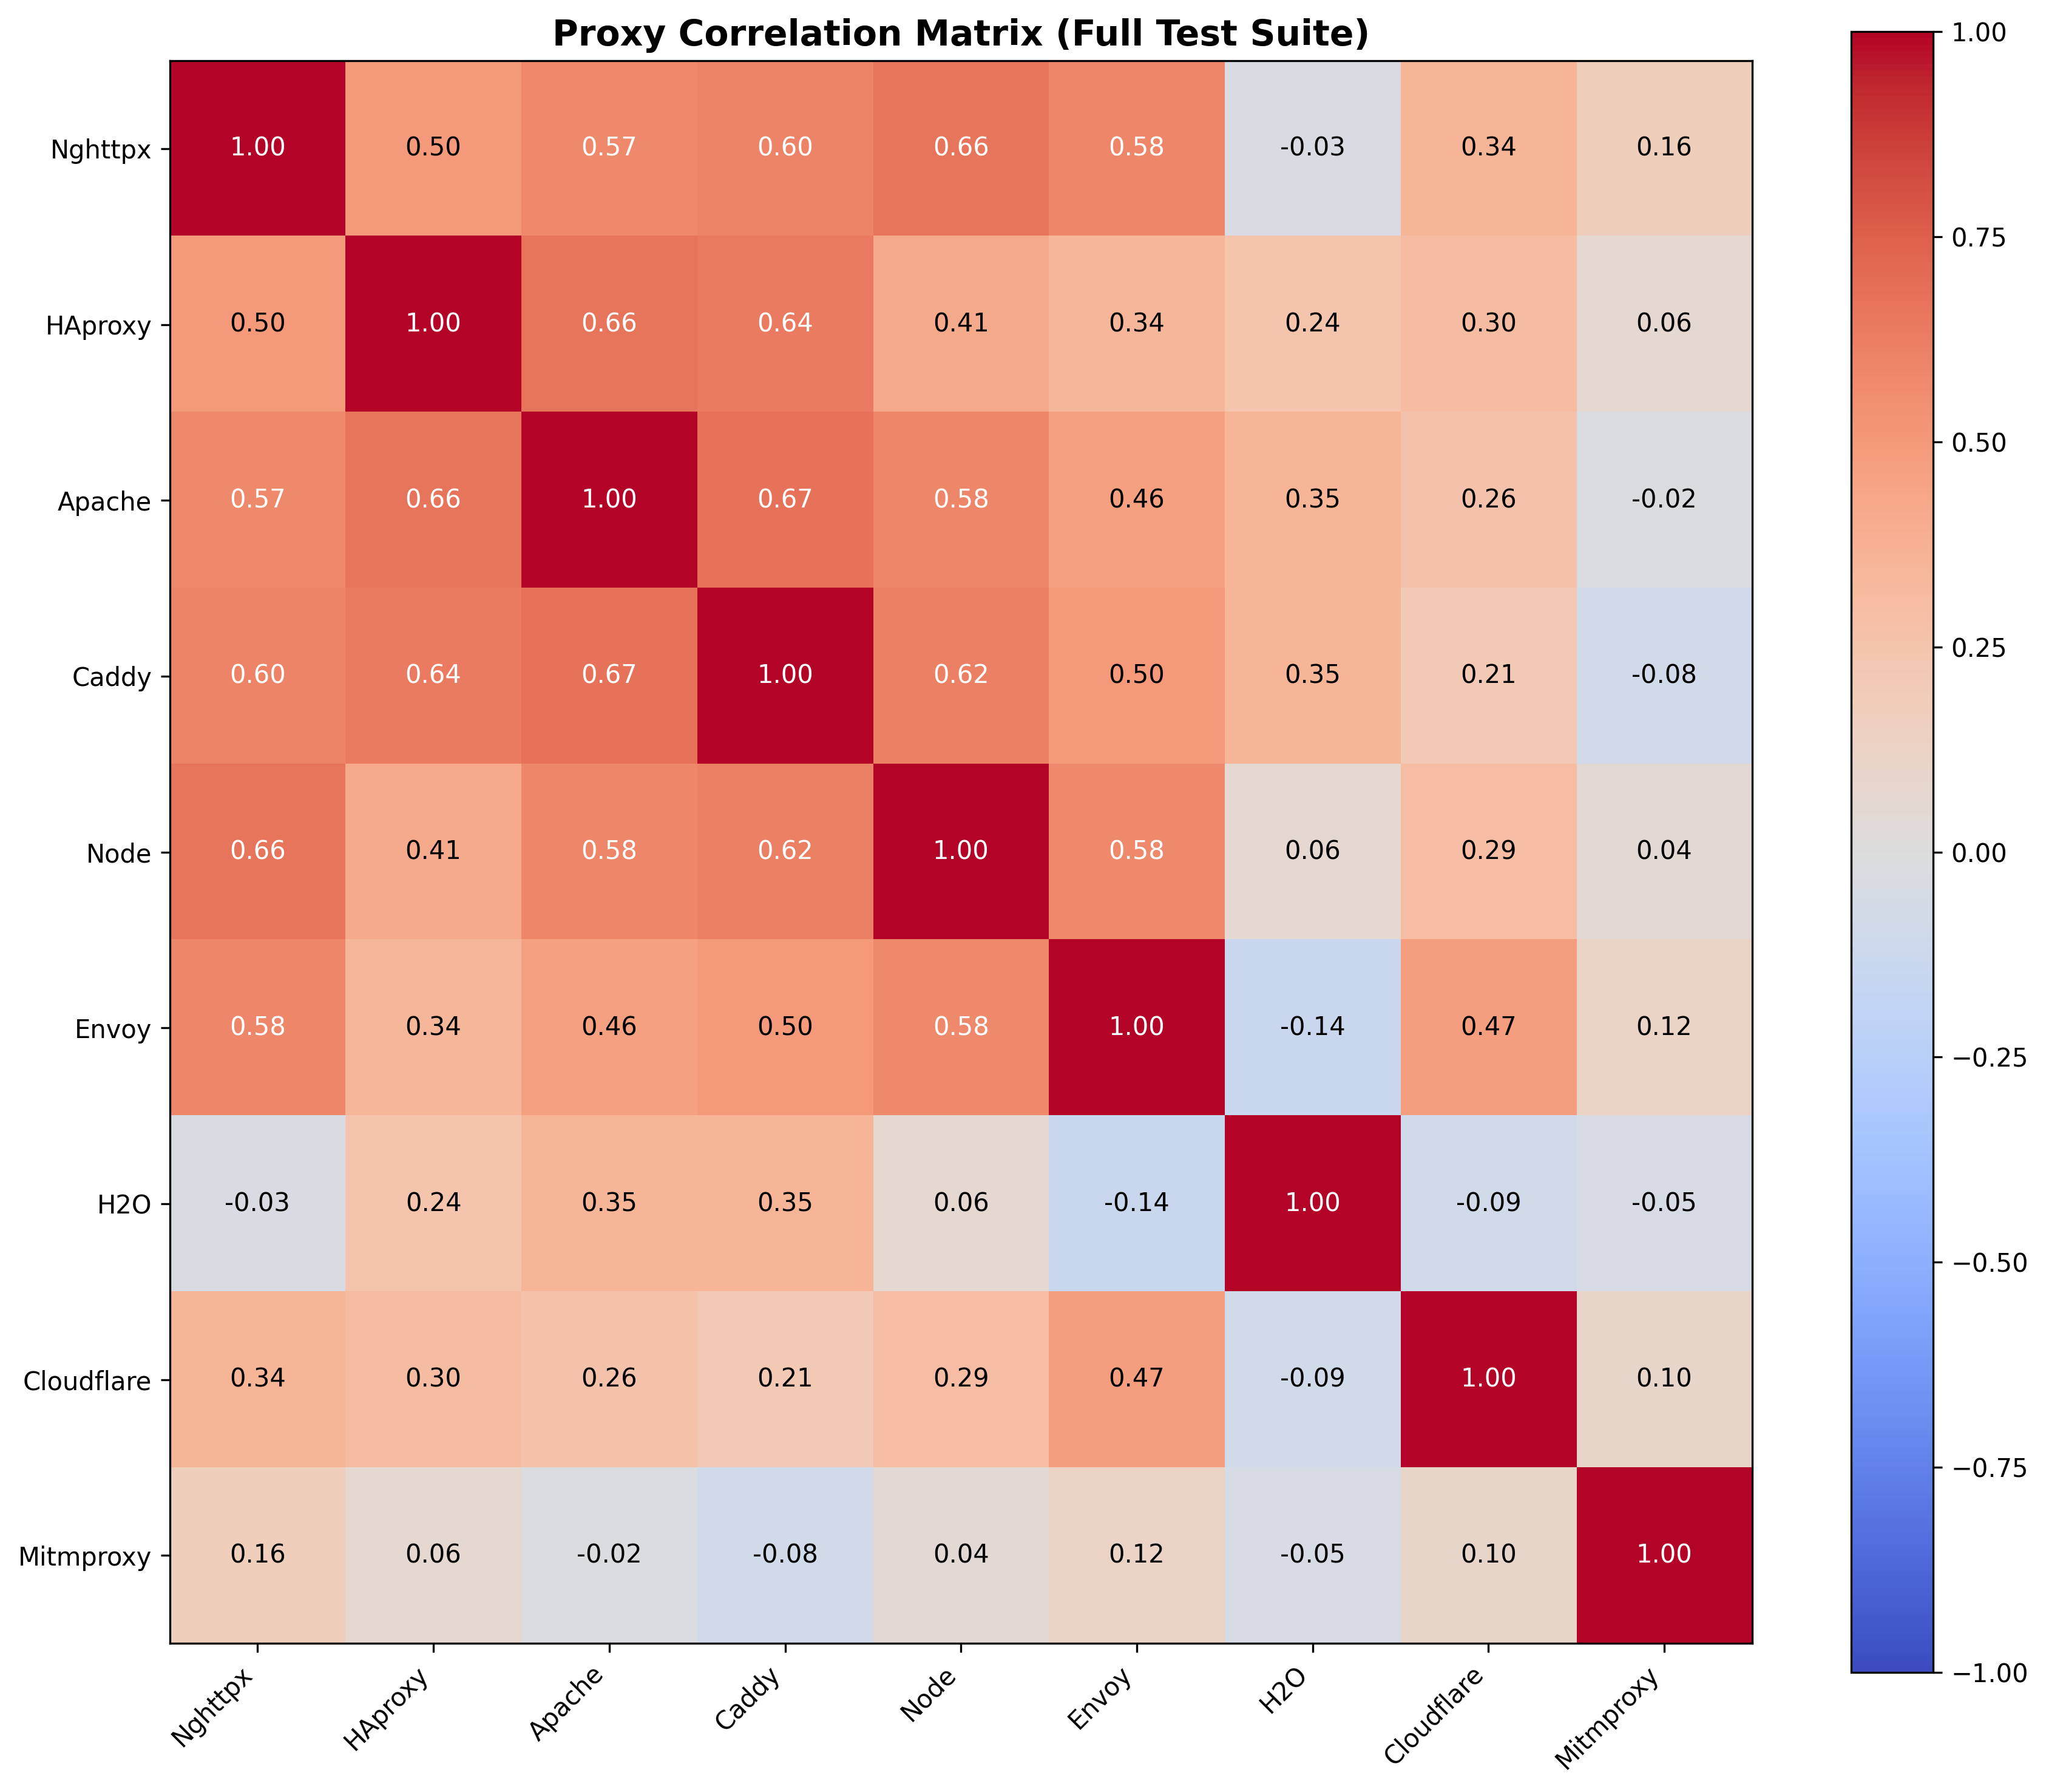 Proxy Correlation Matrix (Full Test Suite)
Nghttpx 1.00 0.50 0.57 0.60 0.66 0.58 -0.03 0.34 0.16
HAproxy 0.50 1.00 0.66 0.64 0.41 0.34 0.24 0.30 0.06
Apache 0.57 0.66 1.00 0.67 0.58 0.46 0.35 0.26 -0.02
Caddy 0.60 0.64 0.67 1.00 0.62 0.50 0.35 0.21 -0.08
Node 0.66 0.41 0.58 0.62 1.00 0.58 0.06 0.29 0.04
Envoy 0.58 0.34 0.46 0.50 0.58 1.00 -0.14 0.47 0.12
H2O -0.03 0.24 0.35 0.35 0.06 -0.14 1.00 -0.09 -0.05
Cloudflare 0.34 0.30 0.26 0.21 0.29 0.47 -0.09 1.00 0.10
Mitmproxy 0.16 0.06 -0.02 -0.08 0.04 0.12 -0.05 0.10 1.00
Nghttpx HAproxy Apache Caddy Node Envoy H2O Cloudflare Mitmproxy
1.00
0.75
0.50
0.25
0.00
−0.25
−0.50
−0.75
−1.00